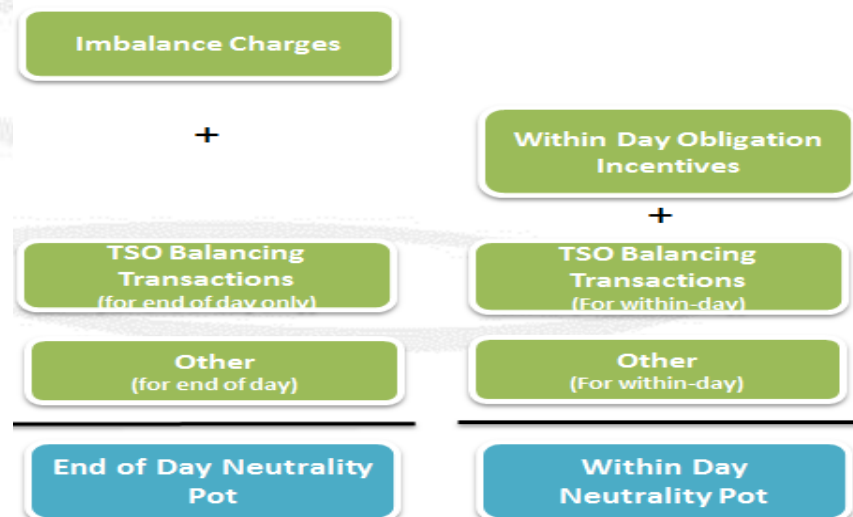 Imbalance Charges
+
TSO Balancing
Transactions
(for end of day only)
Other
(for end of day)
End of Day Neutrality
Pot
Within Day Obligation
Incentives
+
TSO Balancing
Transactions
(For within-day)
Other
(For within-day)
Within Day
Neutrality Pot